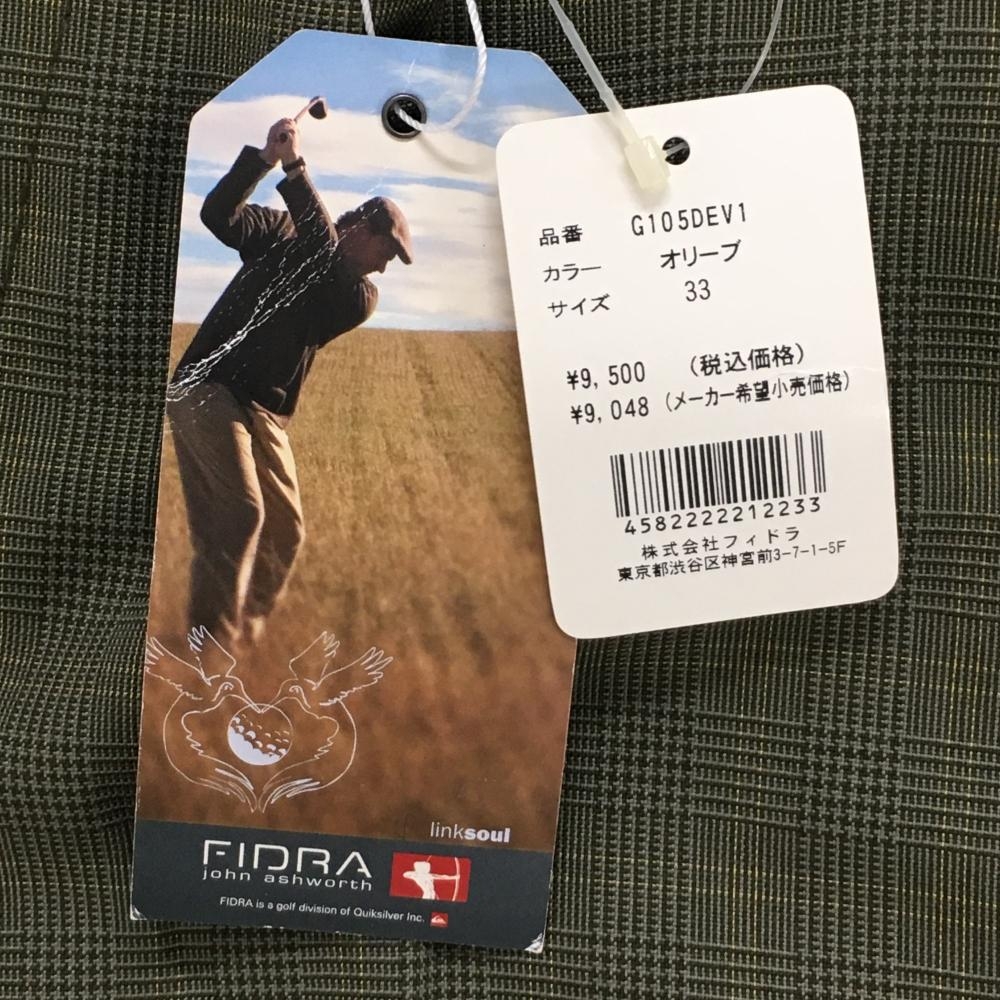 linksoul
FIDRA
john ashworth
FIDRA is a golf division of Quiksilver Inc.
品番 G105DEV1
カラー オリーブ
サイズ 33
¥9,500 (税込価格)
¥9,048 (メーカー希望小売価格)
4582222212233
株式会社フィドラ
東京都渋谷区神宮前3-7-1-5F